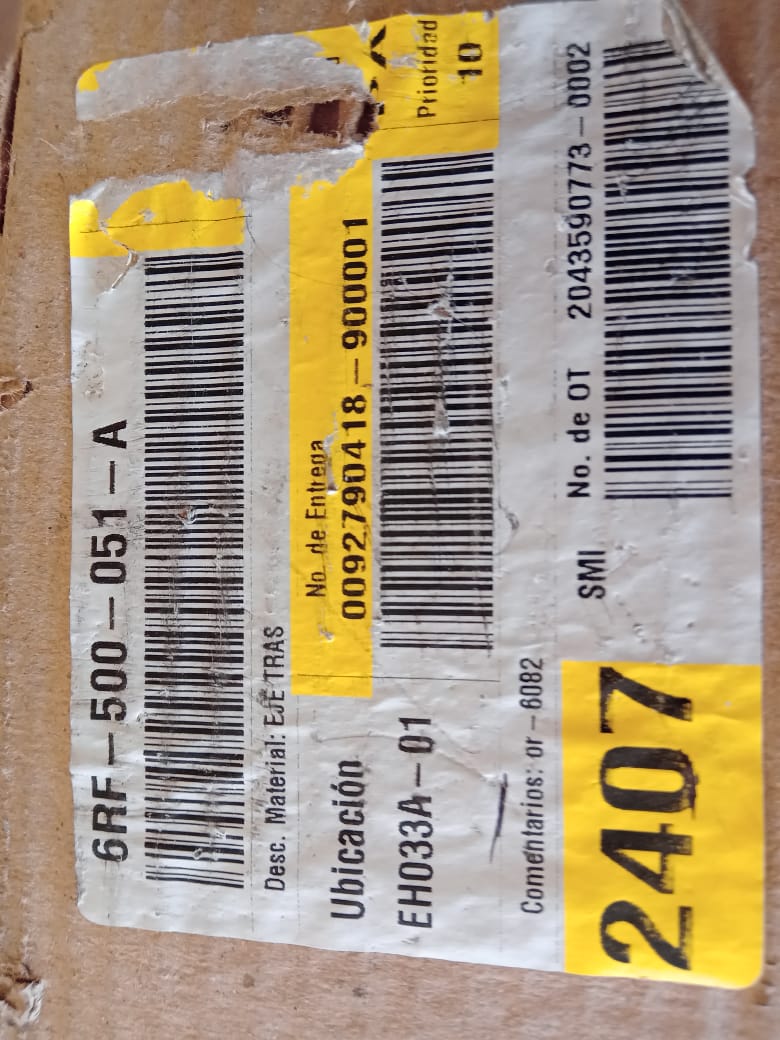 6RF-500-051-A
Desc. Material: EJE TRAS
Prioridad
10
No. de Entrega
0092790418-900001
Ubicación
EH033A-01
Comentarios: or-6082
2407
SMI
No. de OT 2043590773-0002